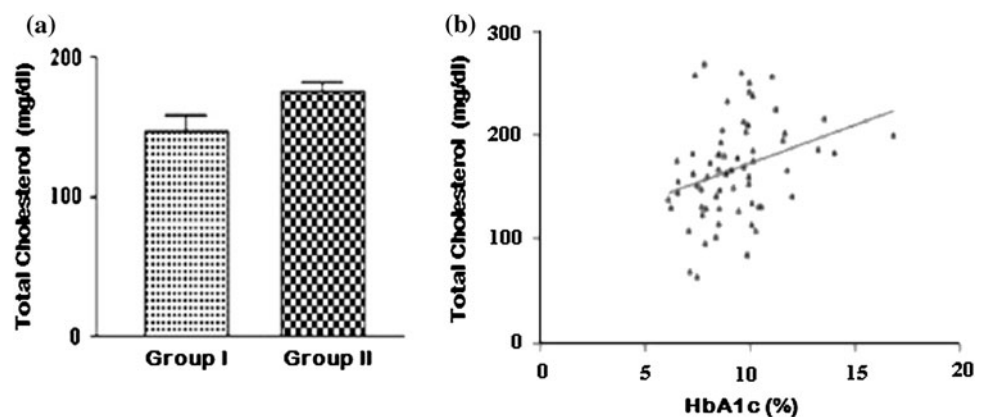 (a)
Total Cholesterol (mg/dl)
200
100
0
Group I
Group II
(b)
Total Cholesterol (mg/dl)
300
200
100
0
0
5
10
15
20
HbA1c (%)